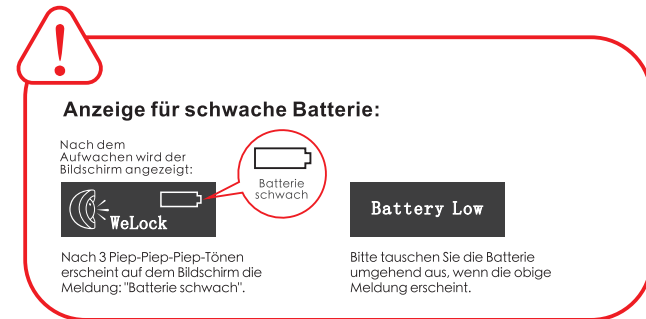 Anzeige für schwache Batterie:
Nach dem
Aufwachen wird der
Bildschirm angezeigt:
Batterie
schwach
WeLock
Nach 3 Piep-Piep-Piep-Tönen
erscheint auf dem Bildschirm die
Meldung: "Batterie schwach".
Battery Low
Bitte tauschen Sie die Batterie
umgehend aus, wenn die obige
Meldung erscheint.